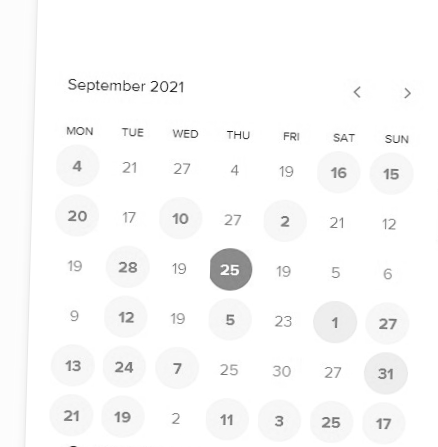 September 2021 < >
MON TUE WED THU FRI SAT SUN
4 21 27 4 19 16 15
20 17 10 27 2 21 12
19 28 19 25 19 5 6
9 12 19 5 23 1 27
13 24 7 25 30 27 31
21 19 2 11 3 25 17